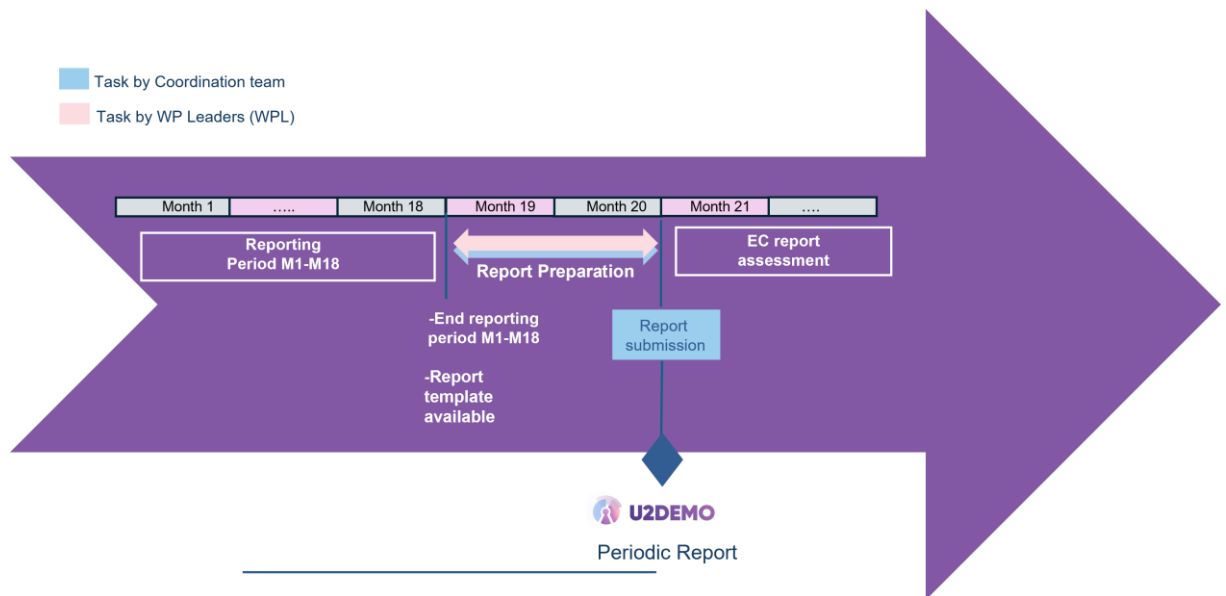 Task by Coordination team
Task by WP Leaders (WPL)
Month 1
.....
Month 18
Month 19
Month 20
Month 21
....
Reporting
Period M1-M18
Report Preparation
EC report
assessment
-End reporting
period M1-M18
-Report
template
available
Report
submission
U2DEMO
Periodic Report